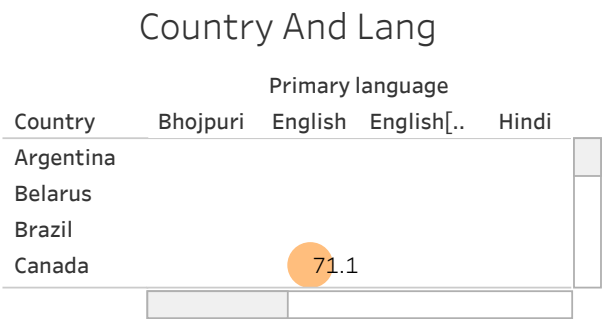 Country And Lang
Primary language
Country Bhojpuri English English[.. Hindi
Argentina
Belarus
Brazil
Canada 71.1